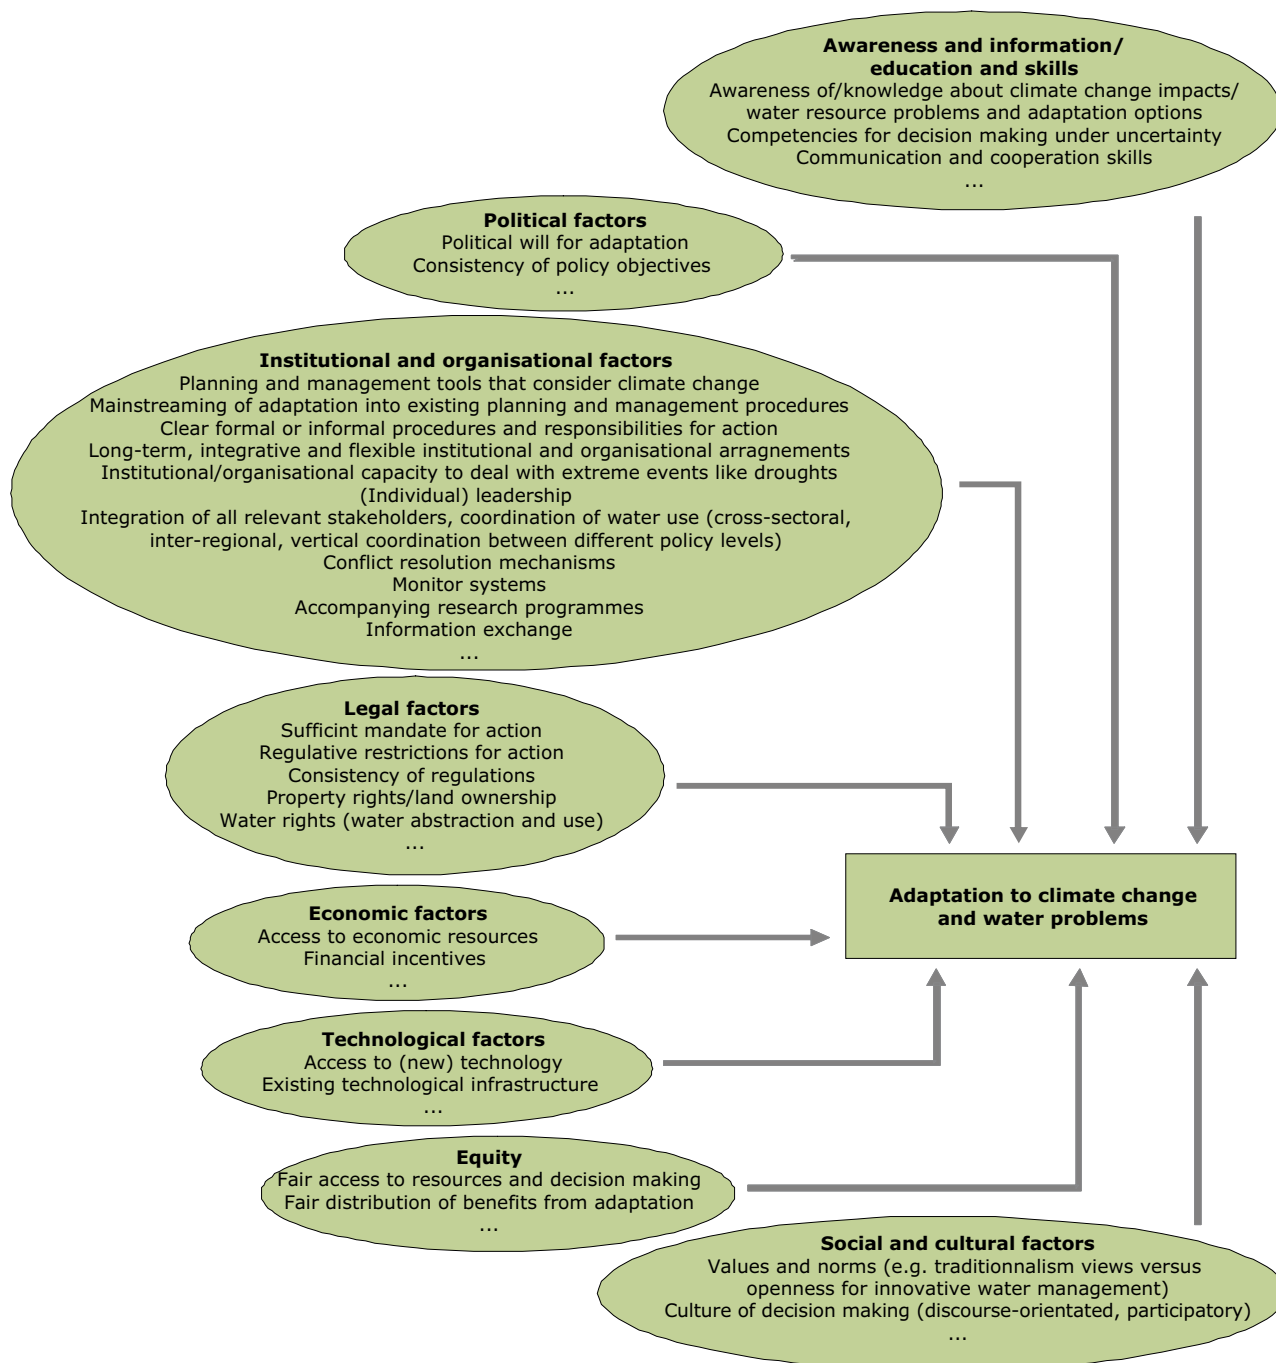 Awareness and information/
education and skills
Awareness of/knowledge about climate change impacts/
water resource problems and adaptation options
Competencies for decision making under uncertainty
Communication and cooperation skills
...
Political factors
Political will for adaptation
Consistency of policy objectives
...
Institutional and organisational factors
Planning and management tools that consider climate change
Mainstreaming of adaptation into existing planning and management procedures
Clear formal or informal procedures and responsibilities for action
Long-term, integrative and flexible institutional and organisational arragnements
Institutional/organisational capacity to deal with extreme events like droughts
(Individual) leadership
Integration of all relevant stakeholders, coordination of water use (cross-sectoral,
inter-regional, vertical coordination between different policy levels)
Conflict resolution mechanisms
Monitor systems
Accompanying research programmes
Information exchange
...
Legal factors
Sufficint mandate for action
Regulative restrictions for action
Consistency of regulations
Property rights/land ownership
Water rights (water abstraction and use)
...
Adaptation to climate change
and water problems
Economic factors
Access to economic resources
Financial incentives
...
Technological factors
Access to (new) technology
Existing technological infrastructure
...
Equity
Fair access to resources and decision making
Fair distribution of benefits from adaptation
...
Social and cultural factors
Values and norms (e.g. traditionnalism views versus
openness for innovative water management)
Culture of decision making (discourse-orientated, participatory)
...